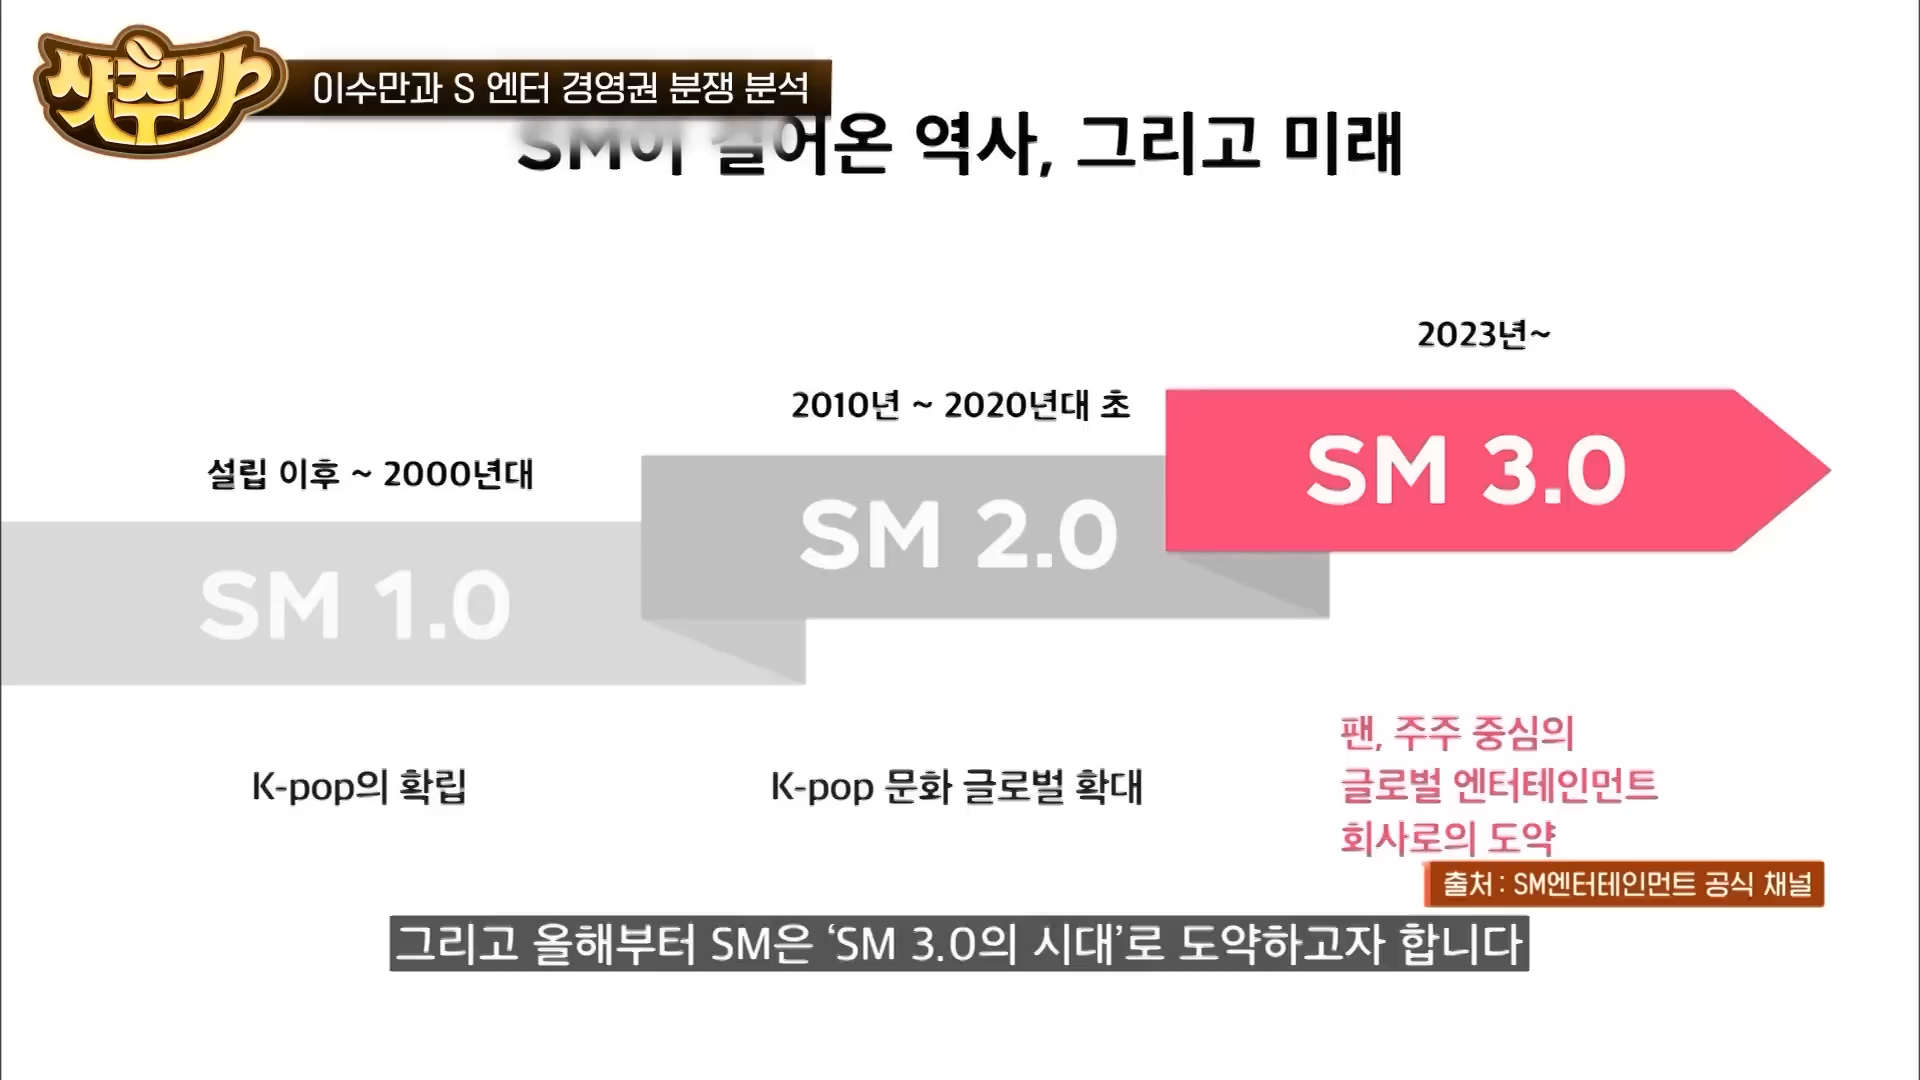 샷추가
이수만과 S 엔터 경영권 분쟁 분석
SM이 걸어온 역사, 그리고 미래
2023년~
2010년 ~ 2020년대 초
설립 이후 ~ 2000년대
SM 3.0
SM 2.0
SM 1.0
K-pop의 확립
K-pop 문화 글로벌 확대
팬, 주주 중심의
글로벌 엔터테인먼트
회사로의 도약
출처 : SM엔터테인먼트 공식 채널
그리고 올해부터 SM은 ‘SM 3.0의 시대’로 도약하고자 합니다